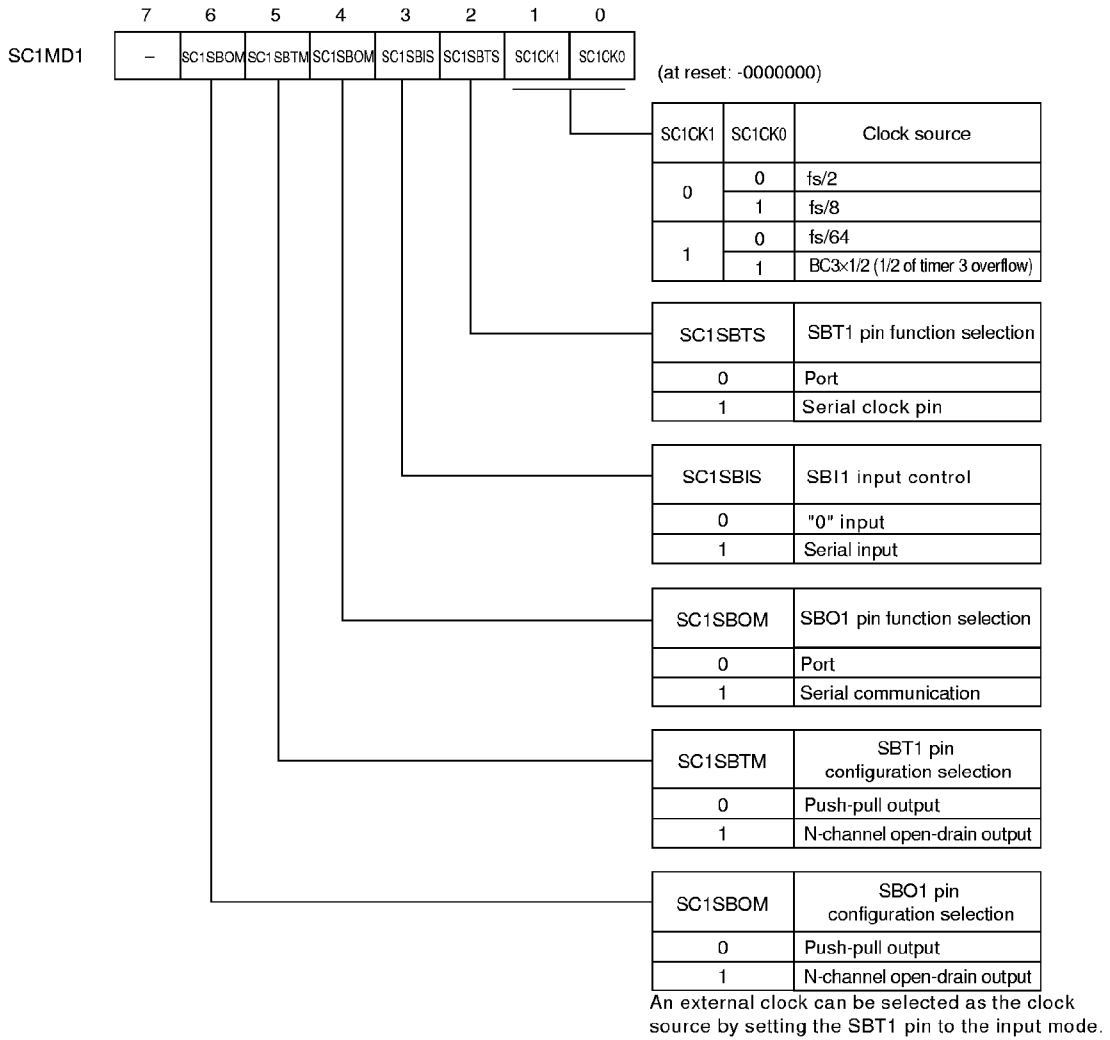 7 6 5 4 3 2 1 0
SC1MD1 – SC1SBOM SC1SBTM SC1SBOM SC1SBIS SC1SBTS SC1CK1 SC1CK0
(at reset: -0000000)
SC1CK1 SC1CK0 Clock source
0 0 fs/2
1 fs/8
1 0 fs/64
1 BC3×1/2 (1/2 of timer 3 overflow)
SC1SBTS SBT1 pin function selection
0 Port
1 Serial clock pin
SC1SBIS SBI1 input control
0 "0" input
1 Serial input
SC1SBOM SBO1 pin function selection
0 Port
1 Serial communication
SC1SBTM SBT1 pin
configuration selection
0 Push-pull output
1 N-channel open-drain output
SC1SBOM SBO1 pin
configuration selection
0 Push-pull output
1 N-channel open-drain output
An external clock can be selected as the clock
source by setting the SBT1 pin to the input mode.